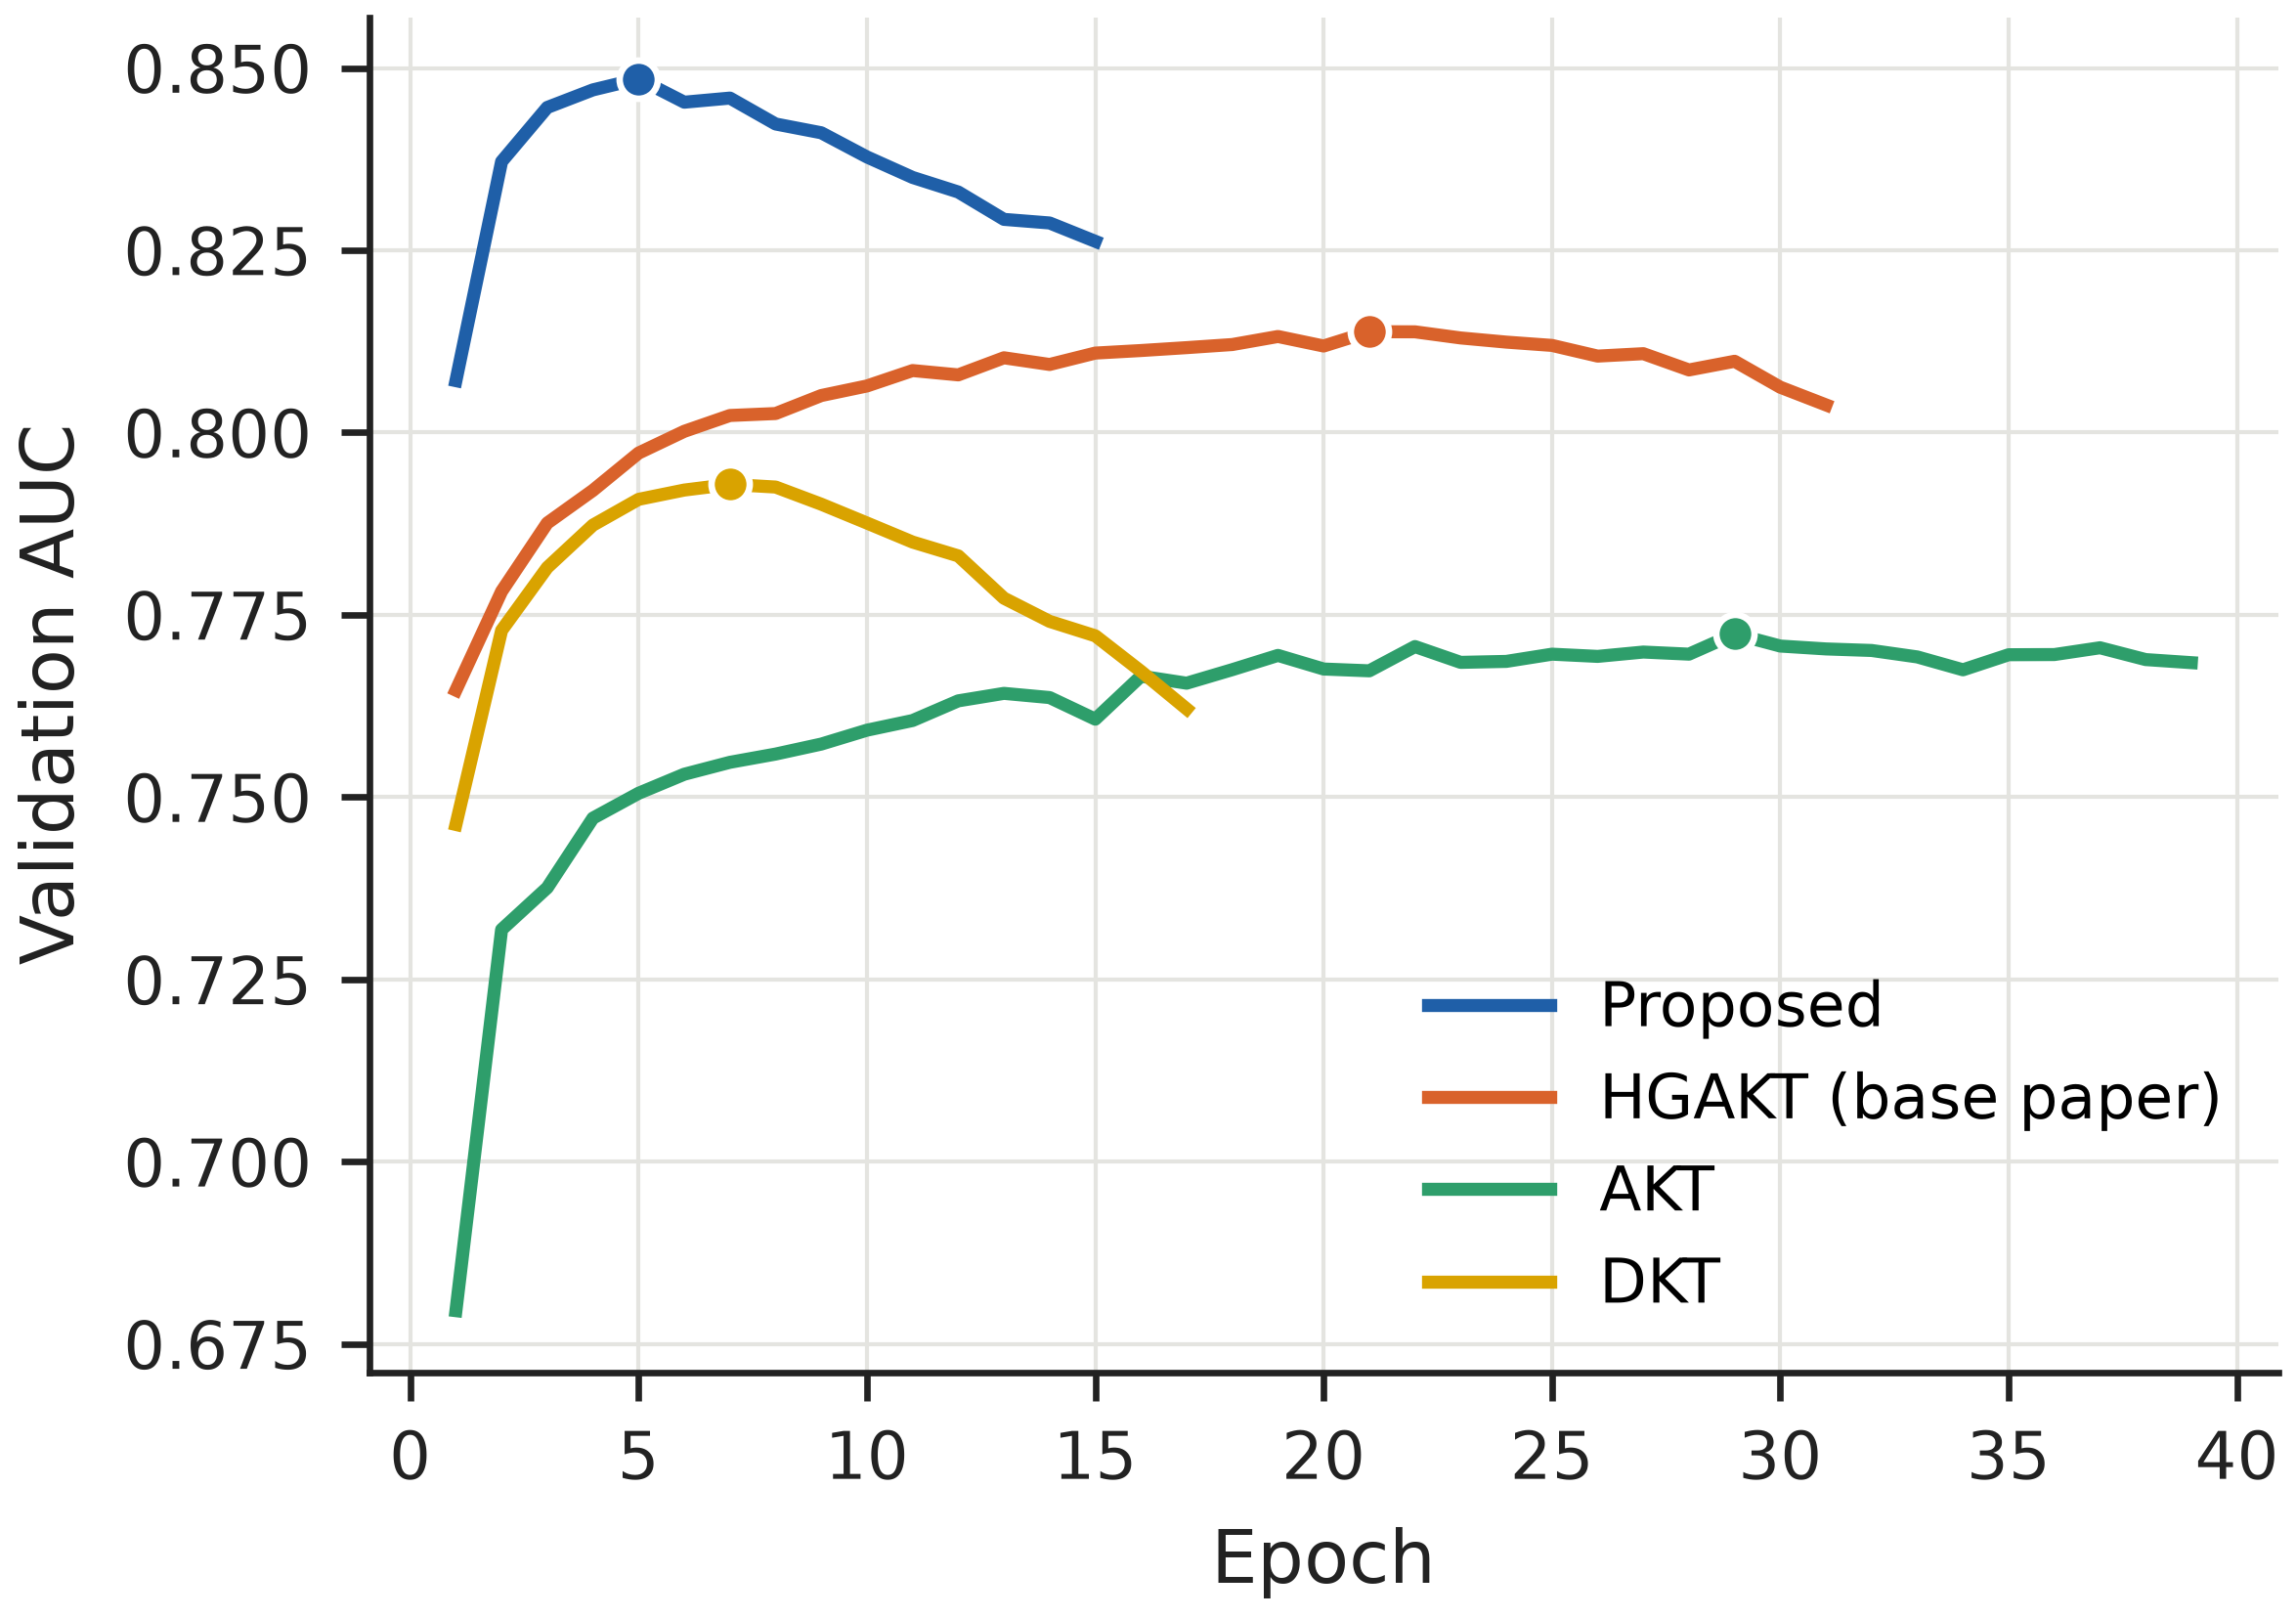 0.850
0.825
0.800
0.775
0.750
0.725
0.700
0.675
Validation AUC
Proposed
HGAKT (base paper)
AKT
DKT
0 5 10 15 20 25 30 35 40
Epoch